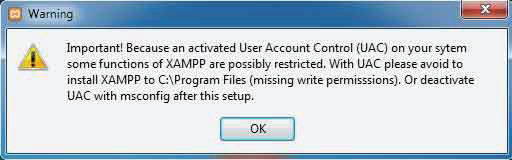 Warning
Important! Because an activated User Account Control (UAC) on your sytem
some functions of XAMPP are possibly restricted. With UAC please avoid to
install XAMPP to C:\Program Files (missing write permisssions). Or deactivate
UAC with msconfig after this setup.
OK